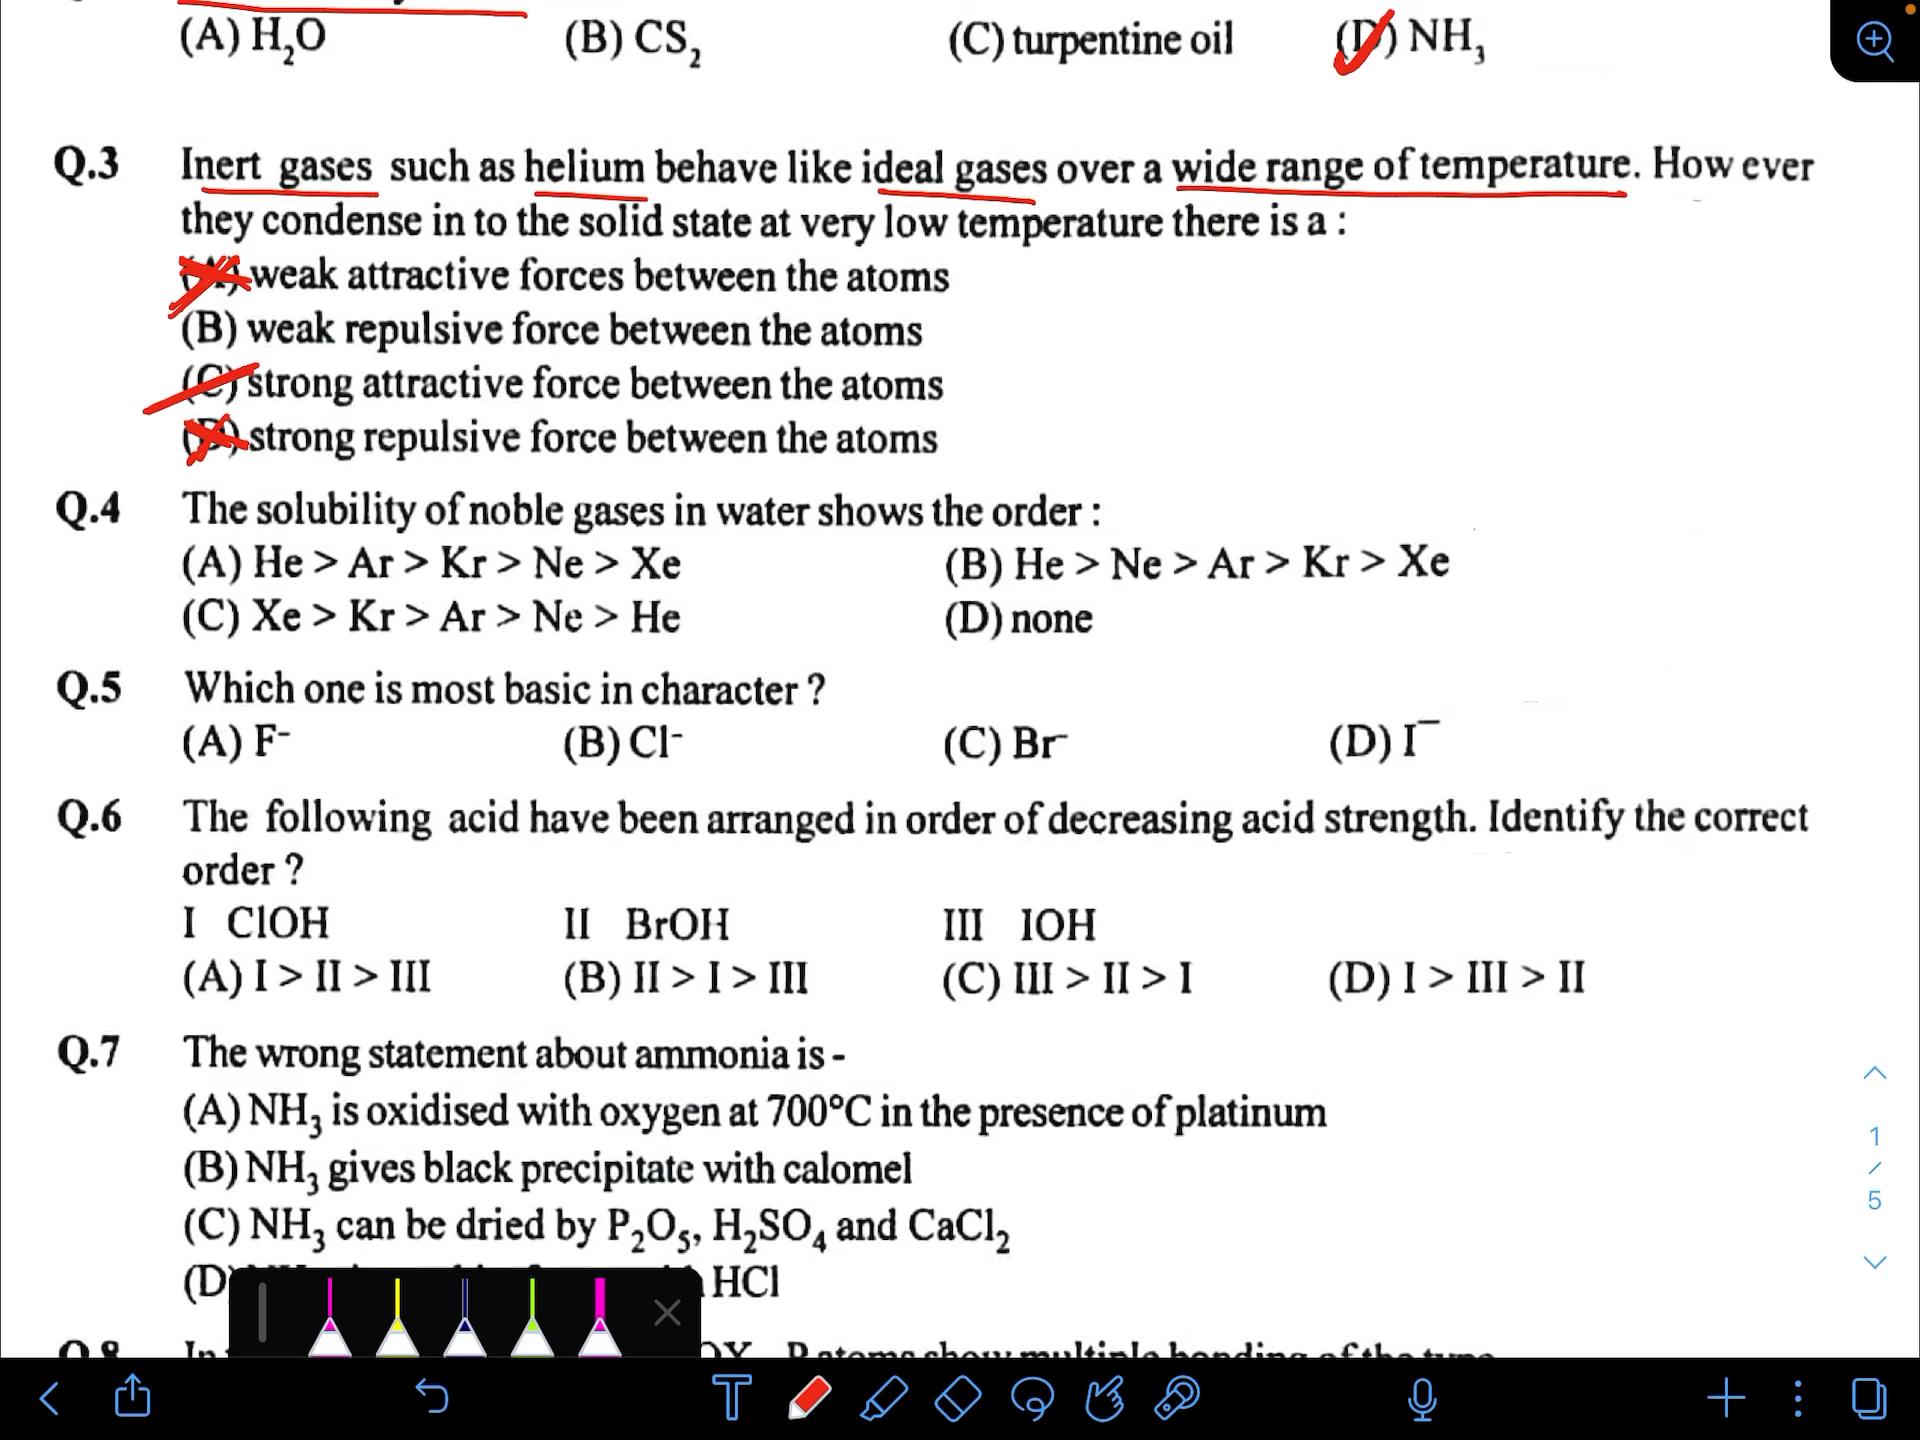 (A) H₂O (B) CS₂ (C) turpentine oil (D) NH₃
Q.3 Inert gases such as helium behave like ideal gases over a wide range of temperature. How ever
they condense in to the solid state at very low temperature there is a :
(A) weak attractive forces between the atoms
(B) weak repulsive force between the atoms
(C) strong attractive force between the atoms
(D) strong repulsive force between the atoms
Q.4 The solubility of noble gases in water shows the order :
(A) He > Ar > Kr > Ne > Xe (B) He > Ne > Ar > Kr > Xe
(C) Xe > Kr > Ar > Ne > He (D) none
Q.5 Which one is most basic in character ?
(A) F⁻ (B) Cl⁻ (C) Br⁻ (D) I⁻
Q.6 The following acid have been arranged in order of decreasing acid strength. Identify the correct
order ?
I ClOH II BrOH III IOH
(A) I > II > III (B) II > I > III (C) III > II > I (D) I > III > II
Q.7 The wrong statement about ammonia is -
(A) NH₃ is oxidised with oxygen at 700°C in the presence of platinum
(B) NH₃ gives black precipitate with calomel
(C) NH₃ can be dried by P₂O₅, H₂SO₄ and CaCl₂
(D) HCl
Q.8 P atoms show multiple bonding of the type
1
/
5
T